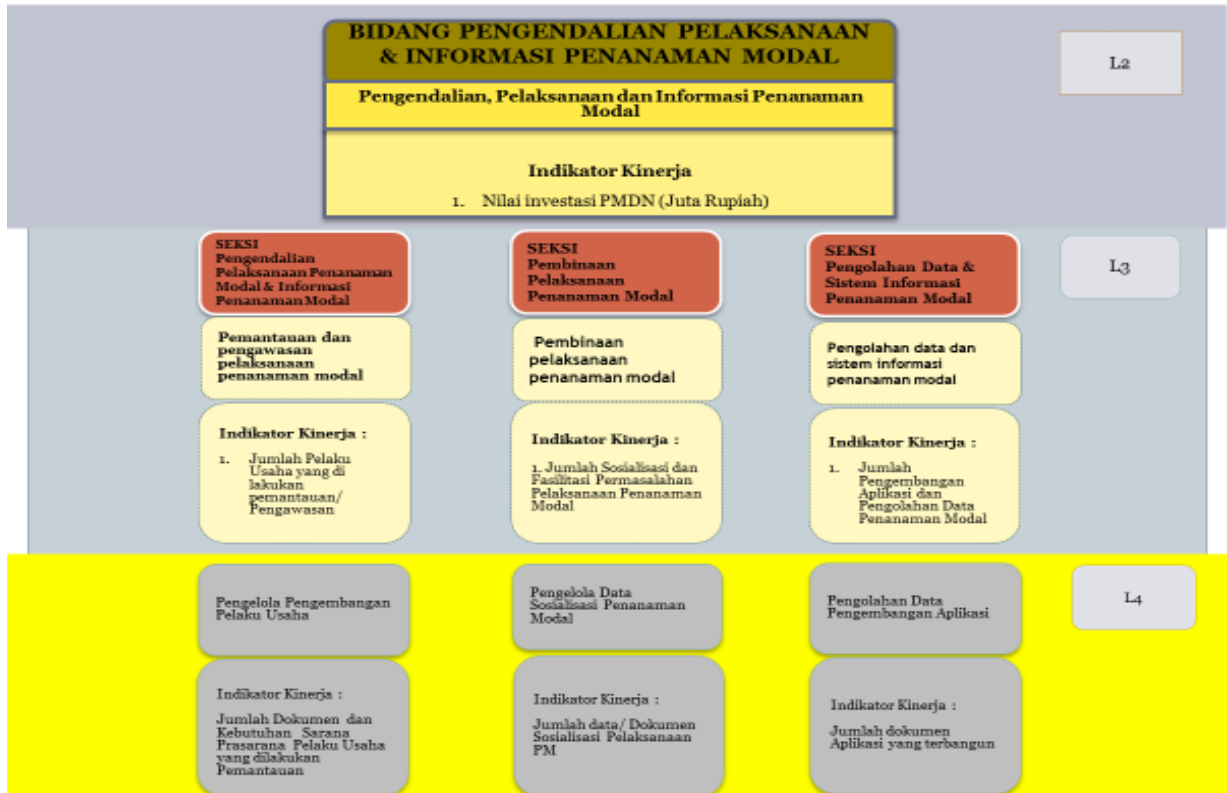 BIDANG PENGENDALIAN PELAKSANAAN
& INFORMASI PENANAMAN MODAL
L2
Pengendalian, Pelaksanaan dan Informasi Penanaman
Modal
Indikator Kinerja
1. Nilai investasi PMDN (Juta Rupiah)
SEKSI
Pengendalian
Pelaksanaan Penanaman
Modal & Informasi
Penanaman Modal
SEKSI
Pembinaan
Pelaksanaan
Penanaman Modal
SEKSI
Pengolahan Data &
Sistem Informasi
Penanaman Modal
L3
Pemantauan dan
pengawasan
pelaksanaan
penanaman modal
Pembinaan
pelaksanaan
penanaman modal
Pengolahan data dan
sistem informasi
penanaman modal
Indikator Kinerja :
1. Jumlah Pelaku
Usaha yang di
lakukan
pemantauan/
Pengawasan
Indikator Kinerja :
1. Jumlah Sosialisasi dan
Fasilitasi Permasalahan
Pelaksanaan Penanaman
Modal
Indikator Kinerja :
1. Jumlah
Pengembangan
Aplikasi dan
Pengolahan Data
Penanaman Modal
Pengelola Pengembangan
Pelaku Usaha
Pengelola Data
Sosialisasi Penanaman
Modal
Pengolahan Data
Pengembangan Aplikasi
L4
Indikator Kinerja :
Jumlah Dokumen dan
Kebutuhan Sarana
Prasarana Pelaku Usaha
yang dilakukan
Pemantauan
Indikator Kinerja :
Jumlah data/ Dokumen
Sosialisasi Pelaksanaan
PM
Indikator Kinerja :
Jumlah dokumen
Aplikasi yang terbangun